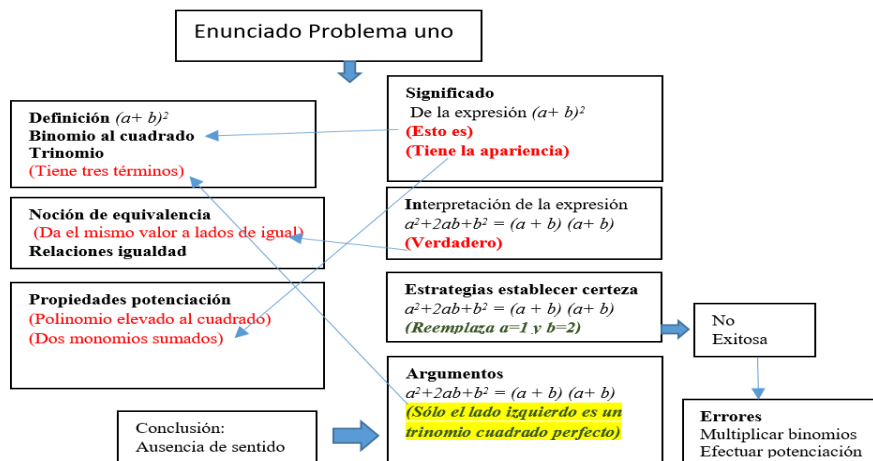 Enunciado Problema uno
Definición (a+ b)²
Binomio al cuadrado
Trinomio
(Tiene tres términos)
Noción de equivalencia
(Da el mismo valor a lados de igual)
Relaciones igualdad
Propiedades potenciación
(Polinomio elevado al cuadrado)
(Dos monomios sumados)
Conclusión:
Ausencia de sentido
Significado
De la expresión (a+ b)²
(Esto es)
(Tiene la apariencia)
Interpretación de la expresión
a²+2ab+b² = (a + b) (a+ b)
(Verdadero)
Estrategias establecer certeza
a²+2ab+b² = (a + b) (a+ b)
(Reemplaza a=1 y b=2)
Argumentos
a²+2ab+b² = (a + b) (a+ b)
(Sólo el lado izquierdo es un
trinomio cuadrado perfecto)
No
Exitosa
Errores
Multiplicar binomios
Efectuar potenciación